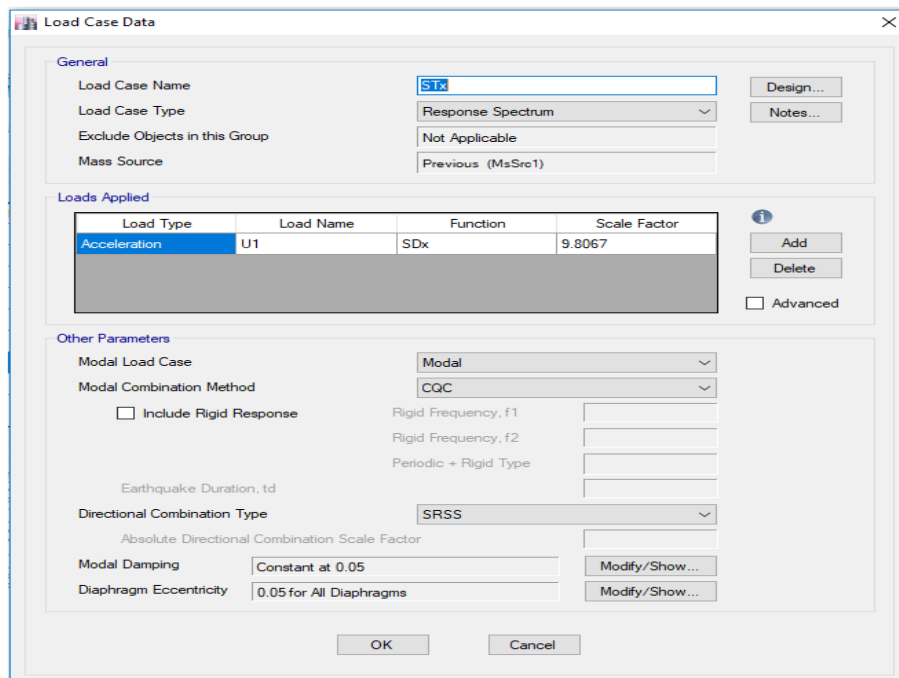 Load Case Data
General
Load Case Name STx Design...
Load Case Type Response Spectrum Notes...
Exclude Objects in this Group Not Applicable
Mass Source Previous (MsSrc1)
Loads Applied
Load Type Load Name Function Scale Factor
Acceleration U1 SDx 9.8067
Add
Delete
Advanced
Other Parameters
Modal Load Case Modal
Modal Combination Method CQC
Include Rigid Response Rigid Frequency, f1
Rigid Frequency, f2
Periodic + Rigid Type
Earthquake Duration, td
Directional Combination Type SRSS
Absolute Directional Combination Scale Factor
Modal Damping Constant at 0.05 Modify/Show...
Diaphragm Eccentricity 0.05 for All Diaphragms Modify/Show...
OK Cancel